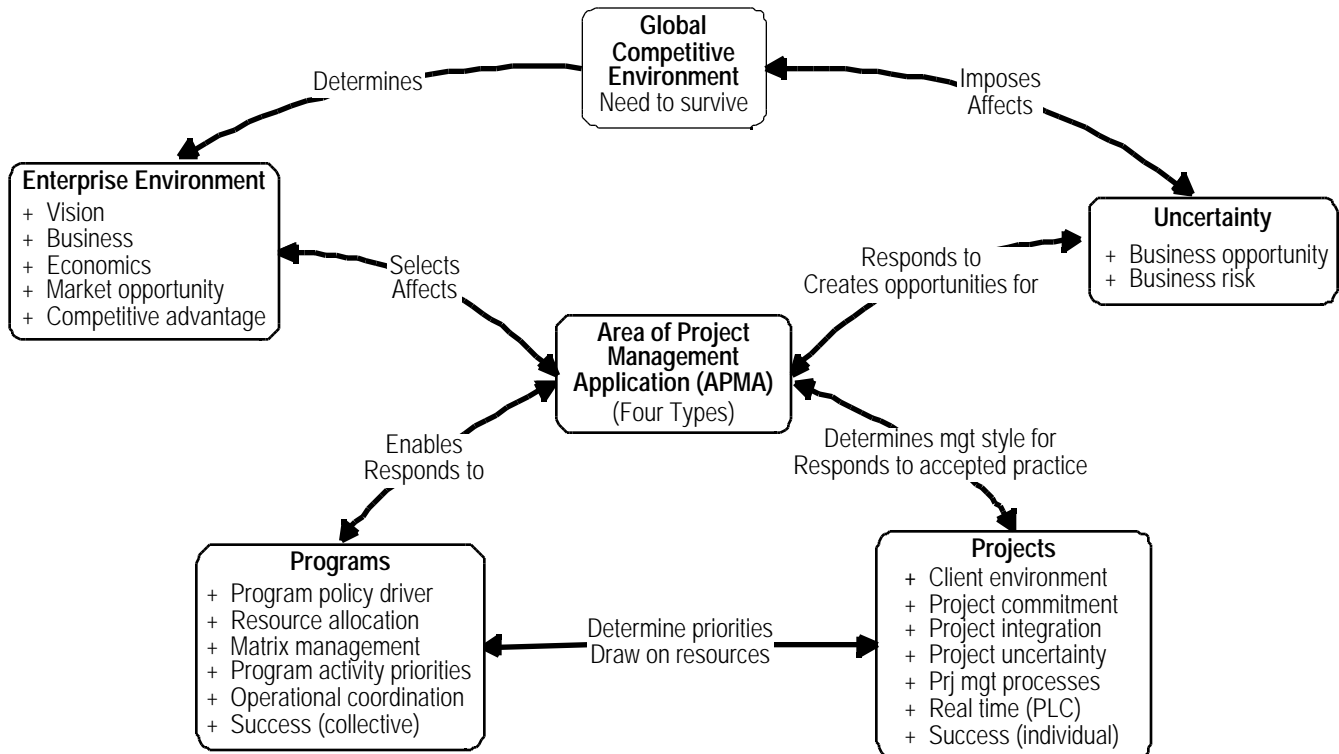 Global
Competitive
Environment
Need to survive
Determines
Imposes
Affects
Enterprise Environment
+ Vision
+ Business
+ Economics
+ Market opportunity
+ Competitive advantage
Uncertainty
+ Business opportunity
+ Business risk
Selects
Affects
Responds to
Creates opportunities for
Area of Project
Management
Application (APMA)
(Four Types)
Enables
Responds to
Determines mgt style for
Responds to accepted practice
Programs
+ Program policy driver
+ Resource allocation
+ Matrix management
+ Program activity priorities
+ Operational coordination
+ Success (collective)
Determine priorities
Draw on resources
Projects
+ Client environment
+ Project commitment
+ Project integration
+ Project uncertainty
+ Prj mgt processes
+ Real time (PLC)
+ Success (individual)